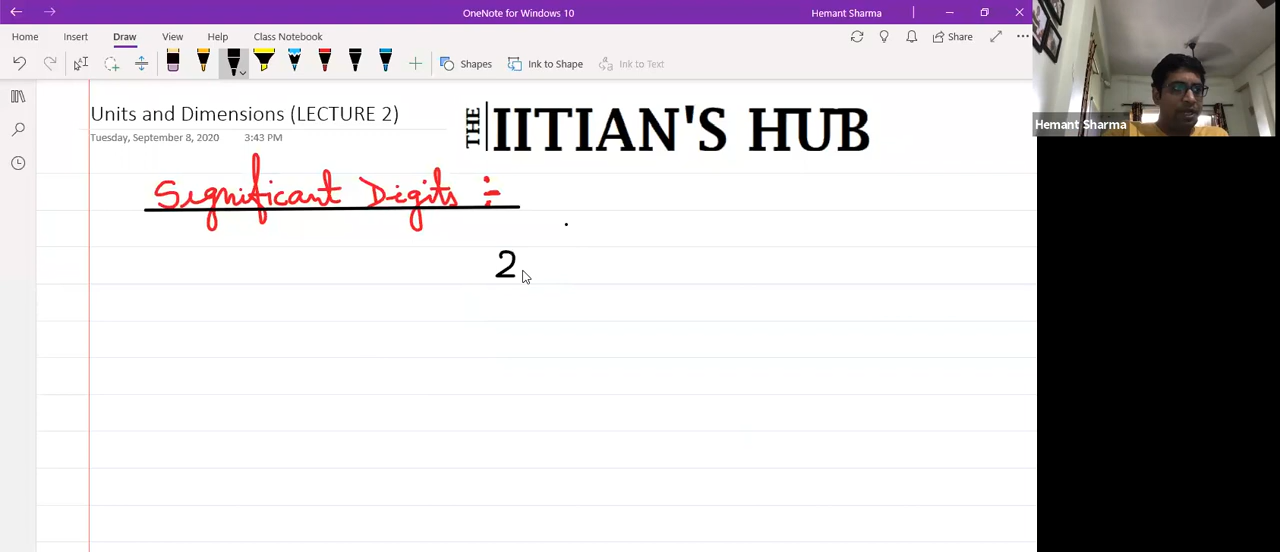 OneNote for Windows 10
Hemant Sharma
Home Insert Draw View Help Class Notebook
Share
Shapes
Ink to Shape
Ink to Text
Units and Dimensions (LECTURE 2)
Tuesday, September 8, 2020 3:43 PM
THE IITIAN'S HUB
Hemant Sharma
Significant Digits :-
2